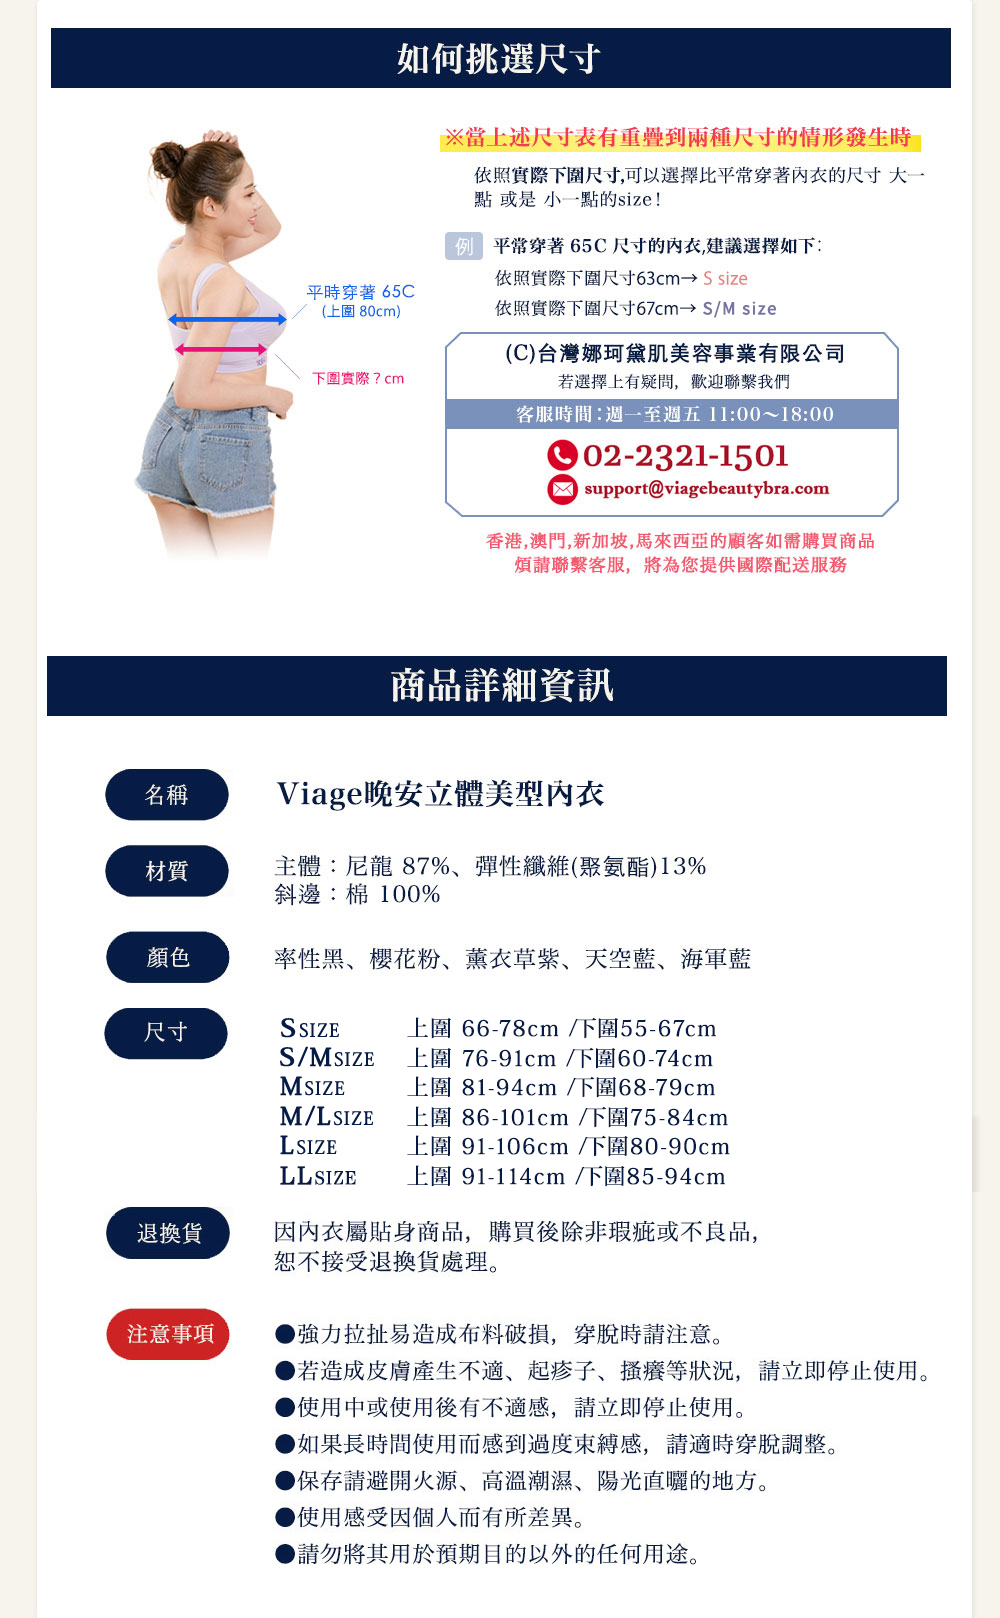 如何挑選尺寸
※當上述尺寸表有重疊到兩種尺寸的情形發生時
依照實際下圍尺寸,可以選擇比平常穿著內衣的尺寸 大一
點 或是 小一點的size！
例 平常穿著 65C 尺寸的內衣,建議選擇如下:
依照實際下圍尺寸63cm→ S size
依照實際下圍尺寸67cm→ S/M size
平時穿著 65C
(上圍 80cm)
下圍實際？cm
(C)台灣娜珂黛肌美容事業有限公司
若選擇上有疑問，歡迎聯繫我們
客服時間：週一至週五 11:00～18:00
02-2321-1501
support@viagebeautybra.com
香港,澳門,新加坡,馬來西亞的顧客如需購買商品
煩請聯繫客服，將為您提供國際配送服務
商品詳細資訊
名稱 Viage晚安立體美型內衣
材質 主體：尼龍 87%、彈性纖維(聚氨酯)13%
斜邊：棉 100%
顏色 率性黑、櫻花粉、薰衣草紫、天空藍、海軍藍
尺寸 S SIZE 上圍 66-78cm /下圍55-67cm
S/M SIZE 上圍 76-91cm /下圍60-74cm
M SIZE 上圍 81-94cm /下圍68-79cm
M/L SIZE 上圍 86-101cm /下圍75-84cm
L SIZE 上圍 91-106cm /下圍80-90cm
LL SIZE 上圍 91-114cm /下圍85-94cm
退換貨 因內衣屬貼身商品，購買後除非瑕疵或不良品，
恕不接受退換貨處理。
注意事項 ●強力拉扯易造成布料破損，穿脫時請注意。
●若造成皮膚產生不適、起疹子、搔癢等狀況，請立即停止使用。
●使用中或使用後有不適感，請立即停止使用。
●如果長時間使用而感到過度束縛感，請適時穿脫調整。
●保存請避開火源、高溫潮濕、陽光直曬的地方。
●使用感受因個人而有所差異。
●請勿將其用於預期目的以外的任何用途。